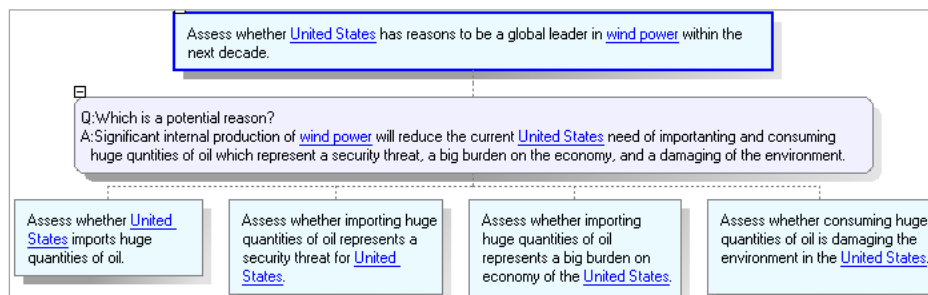 Assess whether United States has reasons to be a global leader in wind power within the
next decade.
Q:Which is a potential reason?
A:Significant internal production of wind power will reduce the current United States need of importanting and consuming
huge quntities of oil which represent a security threat, a big burden on the economy, and a damaging of the environment.
Assess whether United
States imports huge
quantities of oil.
Assess whether importing huge
quantities of oil represents a
security threat for United
States.
Assess whether importing
huge quantities of oil
represents a big burden on
economy of the United States.
Assess whether consuming huge
quantities of oil is damaging the
environment in the United States.